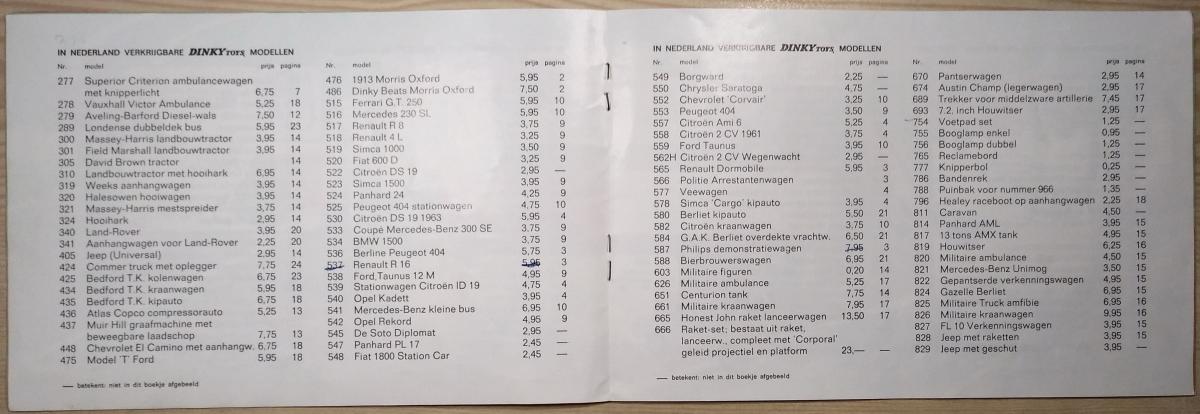 IN NEDERLAND VERKRIJGBARE DINKY TOYS MODELLEN
Nr. model prijs pagina
277 Superior Criterion ambulancewagen
met knipperlicht 6,75 7
278 Vauxhall Victor Ambulance 5,25 18
279 Aveling-Barford Diesel-wals 7,50 12
289 Londense dubbeldek bus 5,95 23
300 Massey-Harris landbouwtractor 3,95 14
301 Field Marshall landbouwtractor 3,95 14
305 David Brown tractor 14
310 Landbouwtractor met hooihark 6,95 14
319 Weeks aanhangwagen 3,95 14
320 Halesowen hooiwagen 3,95 14
321 Massey-Harris mestspreider 3,75 14
324 Hooihark 2,95 14
340 Land-Rover 3,95 20
341 Aanhangwagen voor Land-Rover 2,25 20
405 Jeep (Universal) 2,95 14
424 Commer truck met oplegger 7,75 24
425 Bedford T.K. kolenwagen 6,75 23
434 Bedford T.K. kraanwagen 5,95 18
435 Bedford T.K. kipauto 6,75 18
436 Atlas Copco compressorauto 5,25 13
437 Muir Hill graafmachine met
beweegbare laadschop 7,75 13
448 Chevrolet El Camino met aanhangw. 6,75 18
475 Model 'T' Ford 5,95 18
— betekent: niet in dit boekje afgebeeld
Nr. model prijs pagina
476 1913 Morris Oxford 5,95 2
486 Dinky Beats Morris Oxford 7,50 2
515 Ferrari G.T. 250 5,95 10
516 Mercedes 230 SL 5,95 10
517 Renault R 8 3,75 9
518 Renault 4 L 3,25 9
519 Simca 1000 3,50 9
520 Fiat 600 D 3,25 9
522 Citroën DS 19 2,95 —
523 Simca 1500 3,95 9
524 Panhard 24 4,25 9
525 Peugeot 404 stationwagen 4,75 10
530 Citroën DS 19 1963 5,95 4
533 Coupé Mercedes-Benz 300 SE 3,75 9
534 BMW 1500 3,75 9
536 Berline Peugeot 404 5,75 3
537 Renault R 16 5,95 3
538 Ford Taunus 12 M 4,95 9
539 Stationwagen Citroën ID 19 4,75 4
540 Opel Kadett 3,95 4
541 Mercedes-Benz kleine bus 6,95 10
542 Opel Rekord 4,95 9
545 De Soto Diplomat 2,95 —
547 Panhard PL 17 2,45 —
548 Fiat 1800 Station Car 2,45 —
IN NEDERLAND VERKRIJGBARE DINKY TOYS MODELLEN
Nr. model prijs pagina
549 Borgward 2,25 —
550 Chrysler Saratoga 4,75 —
552 Chevrolet 'Corvair' 3,25 10
553 Peugeot 404 3,50 9
557 Citroën Ami 6 5,25 4
558 Citroën 2 CV 1961 3,75 4
559 Ford Taunus 3,95 10
562H Citroën 2 CV Wegenwacht 2,95 —
565 Renault Dormobile 5,95 3
566 Politie Arrestantenwagen 3
577 Veewagen 4
578 Simca 'Cargo' kipauto 3,95 4
580 Berliet kipauto 5,50 21
582 Citroën kraanwagen 3,75 10
584 G.A.K. Berliet overdekte vrachtw. 6,50 21
587 Philips demonstratiewagen 7,95 3
588 Bierbrouwerswagen 6,95 21
603 Militaire figuren 0,20 14
626 Militaire ambulance 5,25 17
651 Centurion tank 7,75 14
661 Militaire kraanwagen 7,95 17
665 Honest John raket lanceerwagen 13,50 17
666 Raket-set; bestaat uit raket,
lanceerw., compleet met 'Corporal'
geleid projectiel en platform 23,— —
— betekent: niet in dit boekje afgebeeld
Nr. model prijs pagina
670 Pantserwagen 2,95 14
674 Austin Champ (legerwagen) 2,95 17
689 Trekker voor middelzware artillerie 7,45 17
693 7.2. inch Houwitser 2,95 17
754 Voetpad set 1,25 —
755 Booglamp enkel 0,95 —
756 Booglamp dubbel 1,25 —
765 Reclamebord 1,25 —
777 Knipperbol 0,25 —
786 Bandenrek 2,95 —
788 Puinbak voor nummer 966 1,35 —
796 Healey raceboot op aanhangwagen 2,25 18
811 Caravan 4,50 —
814 Panhard AML 3,95 15
817 13 tons AMX tank 4,95 15
819 Houwitser 6,25 16
820 Militaire ambulance 4,50 15
821 Mercedes-Benz Unimog 3,50 15
822 Gepantserde verkenningswagen 4,95 15
824 Gazelle Berliet 6,95 15
825 Militaire Truck amfibie 6,95 16
826 Militaire kraanwagen 9,95 16
827 FL 10 Verkenningswagen 3,95 15
828 Jeep met raketten 3,95 15
829 Jeep met geschut 3,95 —